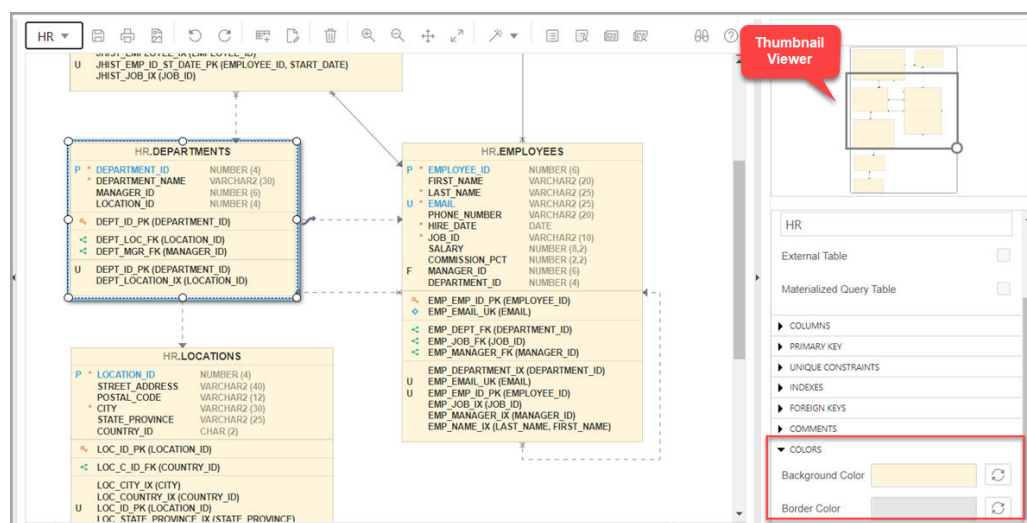 HR
Thumbnail
Viewer
JHIST_EMPLOYEE_IX (EMPLOYEE_ID)
U JHIST_EMP_ID_ST_DATE_PK (EMPLOYEE_ID, START_DATE)
JHIST_JOB_IX (JOB_ID)
HR.DEPARTMENTS
P * DEPARTMENT_ID NUMBER (4)
* DEPARTMENT_NAME VARCHAR2 (30)
MANAGER_ID NUMBER (6)
LOCATION_ID NUMBER (4)
DEPT_ID_PK (DEPARTMENT_ID)
DEPT_LOC_FK (LOCATION_ID)
DEPT_MGR_FK (MANAGER_ID)
U DEPT_ID_PK (DEPARTMENT_ID)
DEPT_LOCATION_IX (LOCATION_ID)
HR.EMPLOYEES
P * EMPLOYEE_ID NUMBER (6)
FIRST_NAME VARCHAR2 (20)
* LAST_NAME VARCHAR2 (25)
U * EMAIL VARCHAR2 (25)
PHONE_NUMBER VARCHAR2 (20)
* HIRE_DATE DATE
* JOB_ID VARCHAR2 (10)
SALARY NUMBER (8,2)
COMMISSION_PCT NUMBER (2,2)
F MANAGER_ID NUMBER (6)
DEPARTMENT_ID NUMBER (4)
EMP_EMP_ID_PK (EMPLOYEE_ID)
EMP_EMAIL_UK (EMAIL)
EMP_DEPT_FK (DEPARTMENT_ID)
EMP_JOB_FK (JOB_ID)
EMP_MANAGER_FK (MANAGER_ID)
EMP_DEPARTMENT_IX (DEPARTMENT_ID)
U EMP_EMAIL_UK (EMAIL)
U EMP_EMP_ID_PK (EMPLOYEE_ID)
EMP_JOB_IX (JOB_ID)
EMP_MANAGER_IX (MANAGER_ID)
EMP_NAME_IX (LAST_NAME, FIRST_NAME)
HR.LOCATIONS
P * LOCATION_ID NUMBER (4)
STREET_ADDRESS VARCHAR2 (40)
POSTAL_CODE VARCHAR2 (12)
* CITY VARCHAR2 (30)
STATE_PROVINCE VARCHAR2 (25)
COUNTRY_ID CHAR (2)
LOC_ID_PK (LOCATION_ID)
LOC_C_ID_FK (COUNTRY_ID)
LOC_CITY_IX (CITY)
LOC_COUNTRY_IX (COUNTRY_ID)
U LOC_ID_PK (LOCATION_ID)
LOC_STATE_PROVINCE_IX (STATE_PROVINCE)
HR
External Table
Materialized Query Table
COLUMNS
PRIMARY KEY
UNIQUE CONSTRAINTS
INDEXES
FOREIGN KEYS
COMMENTS
COLORS
Background Color
Border Color